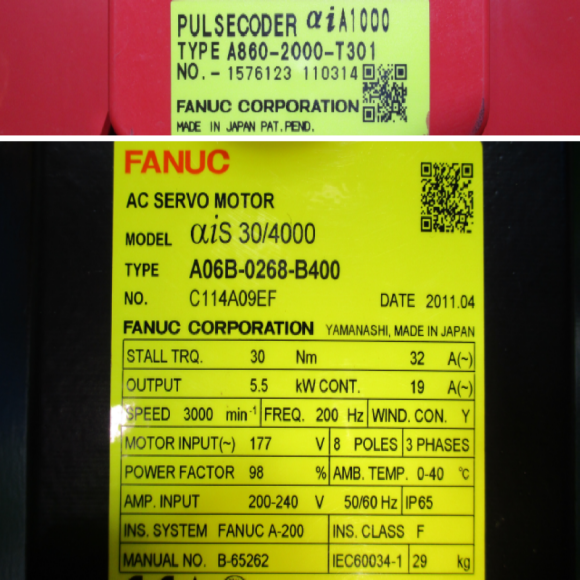 PULSECODER αiA1000
TYPE A860-2000-T301
NO.- 1576123 110314
FANUC CORPORATION
MADE IN JAPAN PAT.PEND.
FANUC
AC SERVO MOTOR
MODEL αiS 30/4000
TYPE A06B-0268-B400
NO. C114A09EF DATE 2011.04
FANUC CORPORATION YAMANASHI, MADE IN JAPAN
STALL TRQ. 30 Nm 32 A(~)
OUTPUT 5.5 kW CONT. 19 A(~)
SPEED 3000 min-1 FREQ. 200 Hz WIND. CON. Y
MOTOR INPUT(~) 177 V 8 POLES 3 PHASES
POWER FACTOR 98 % AMB. TEMP. 0-40 ℃
AMP. INPUT 200-240 V 50/60 Hz IP65
INS. SYSTEM FANUC A-200 INS. CLASS F
MANUAL NO. B-65262 IEC60034-1 29 kg